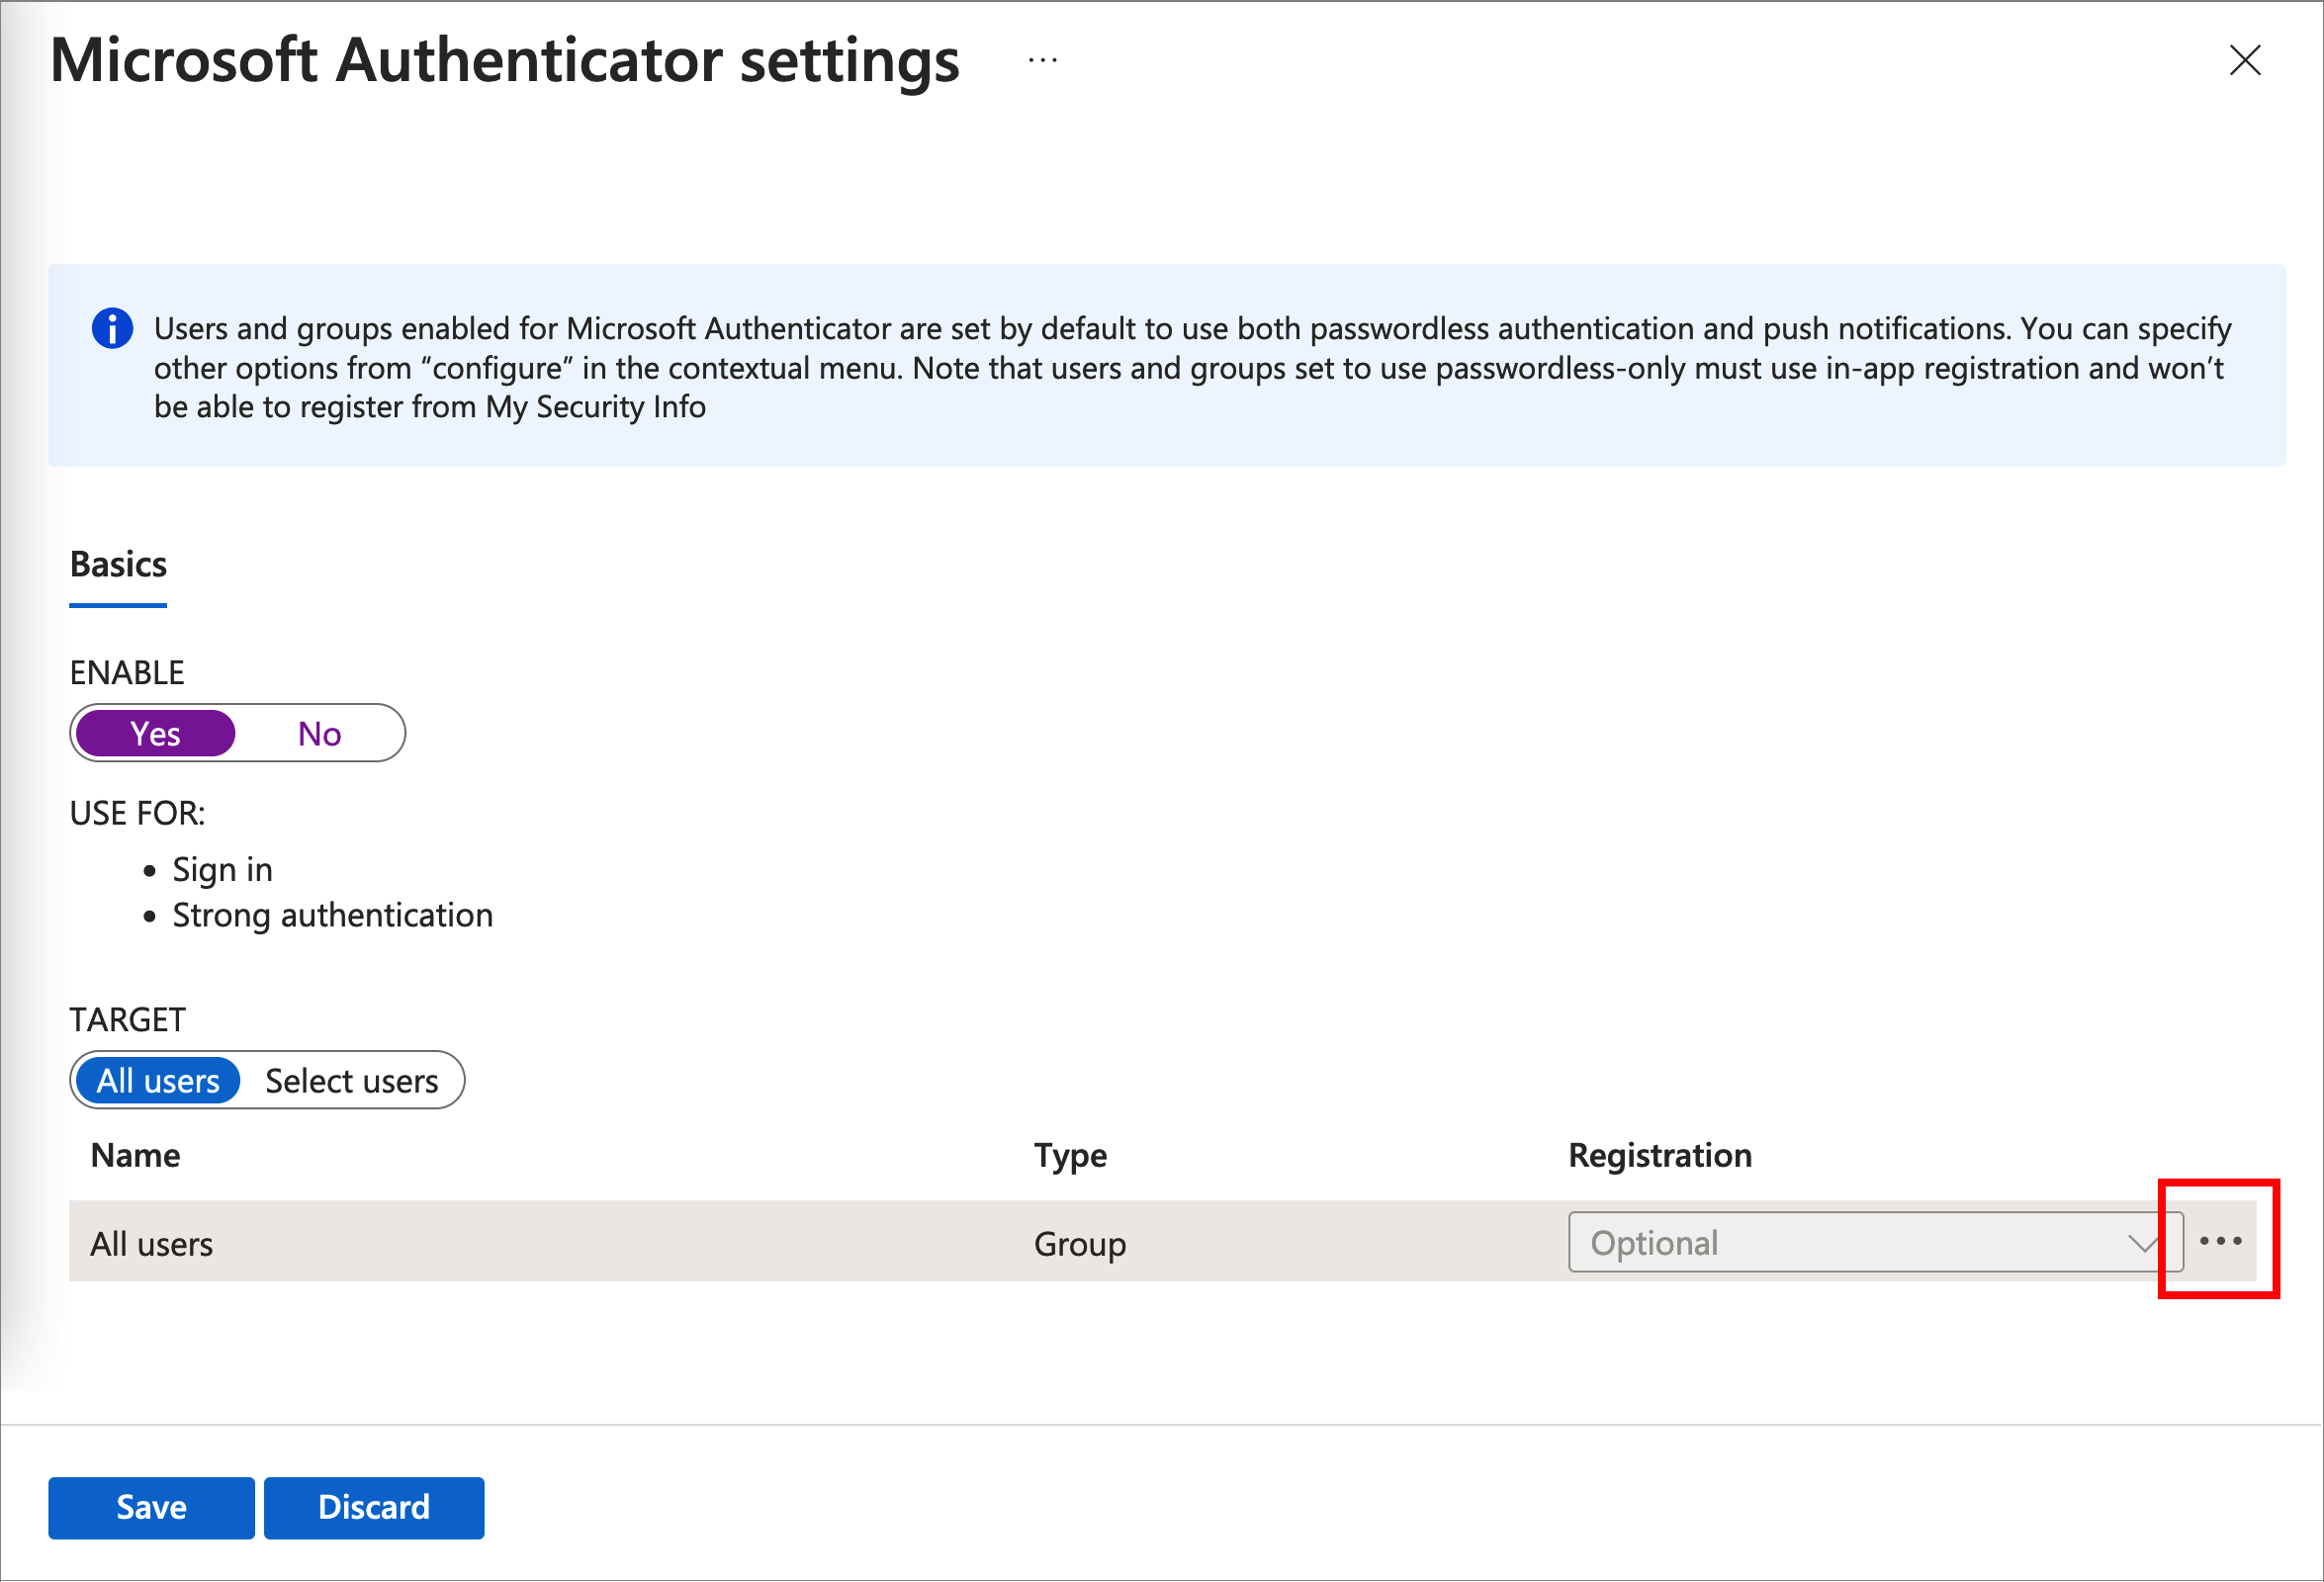 Microsoft Authenticator settings ...
Users and groups enabled for Microsoft Authenticator are set by default to use both passwordless authentication and push notifications. You can specify
other options from “configure” in the contextual menu. Note that users and groups set to use passwordless-only must use in-app registration and won’t
be able to register from My Security Info
Basics
ENABLE
Yes No
USE FOR:
• Sign in
• Strong authentication
TARGET
All users Select users
Name Type Registration
All users Group Optional ...
Save Discard